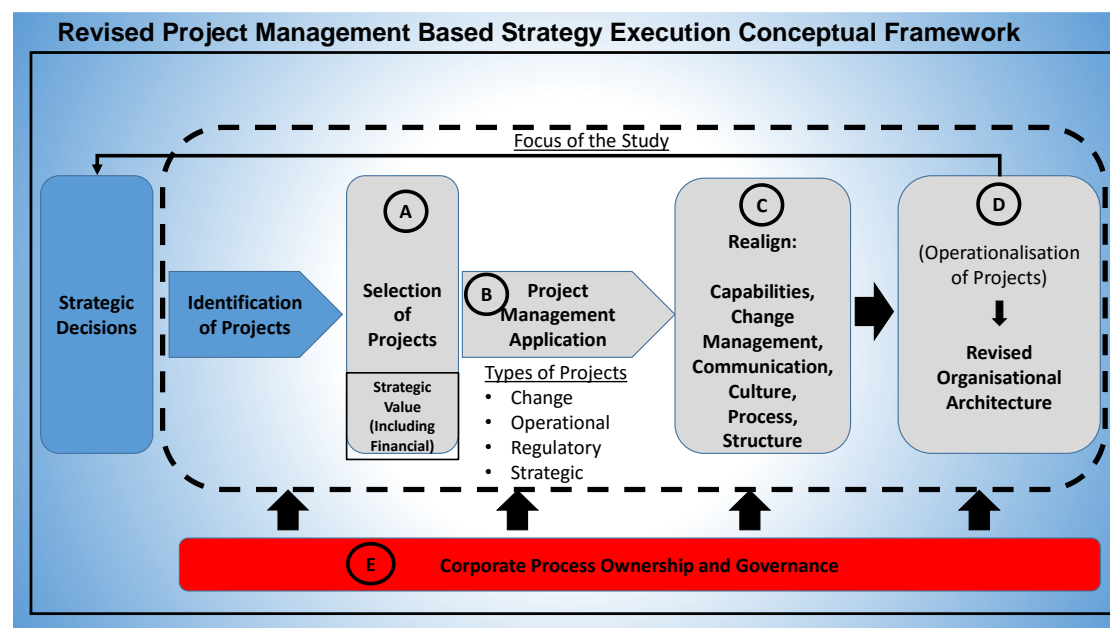 Revised Project Management Based Strategy Execution Conceptual Framework
Focus of the Study
Strategic
Decisions
Identification
of Projects
A
Selection
of
Projects
Strategic
Value
(Including
Financial)
B
Project
Management
Application
Types of Projects
• Change
• Operational
• Regulatory
• Strategic
C
Realign:
Capabilities,
Change
Management,
Communication,
Culture,
Process,
Structure
D
(Operationalisation
of Projects)
Revised
Organisational
Architecture
E
Corporate Process Ownership and Governance